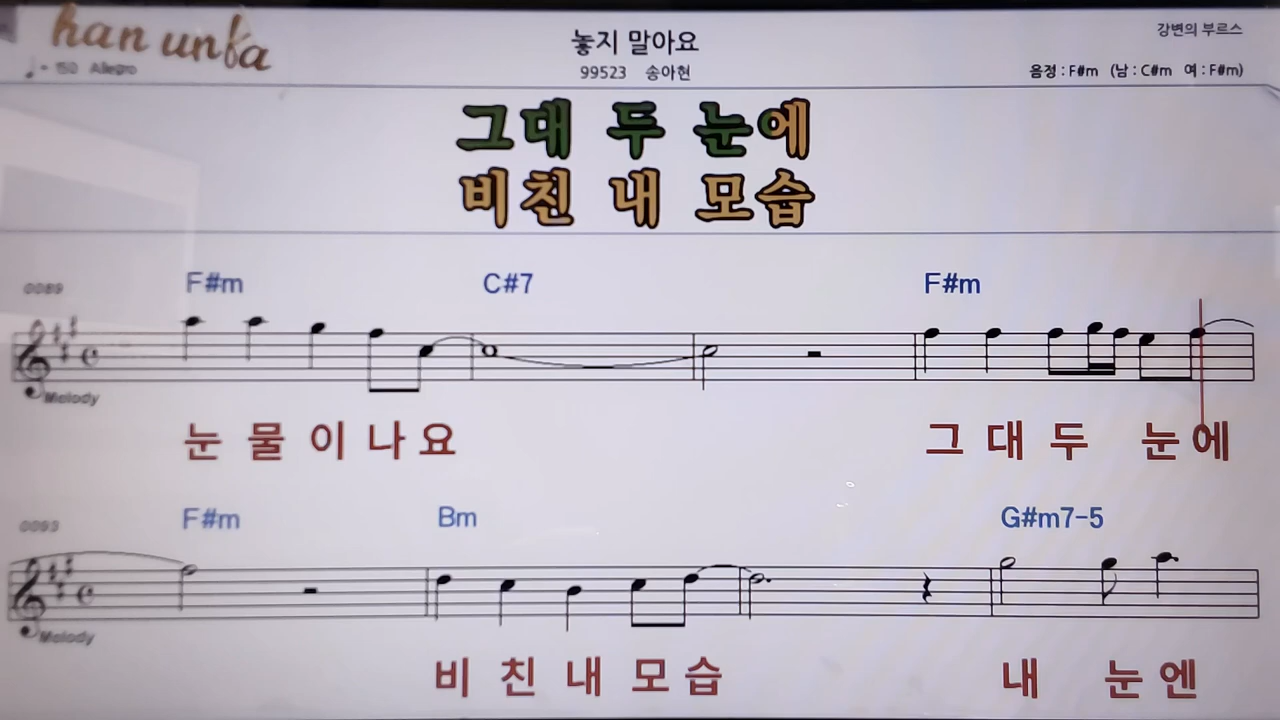 han unfa
놓지 말아요
강변의 부르스
♩= 150 Allegro
99523 송아현
음정 : F#m (남 : C#m 여 : F#m)
그대 두 눈에
비친 내 모습
0089 F#m C#7 F#m
Melody
눈 물 이 나 요 그 대 두 눈 에
0093 F#m Bm G#m7-5
Melody
비 친 내 모 습 내 눈 엔